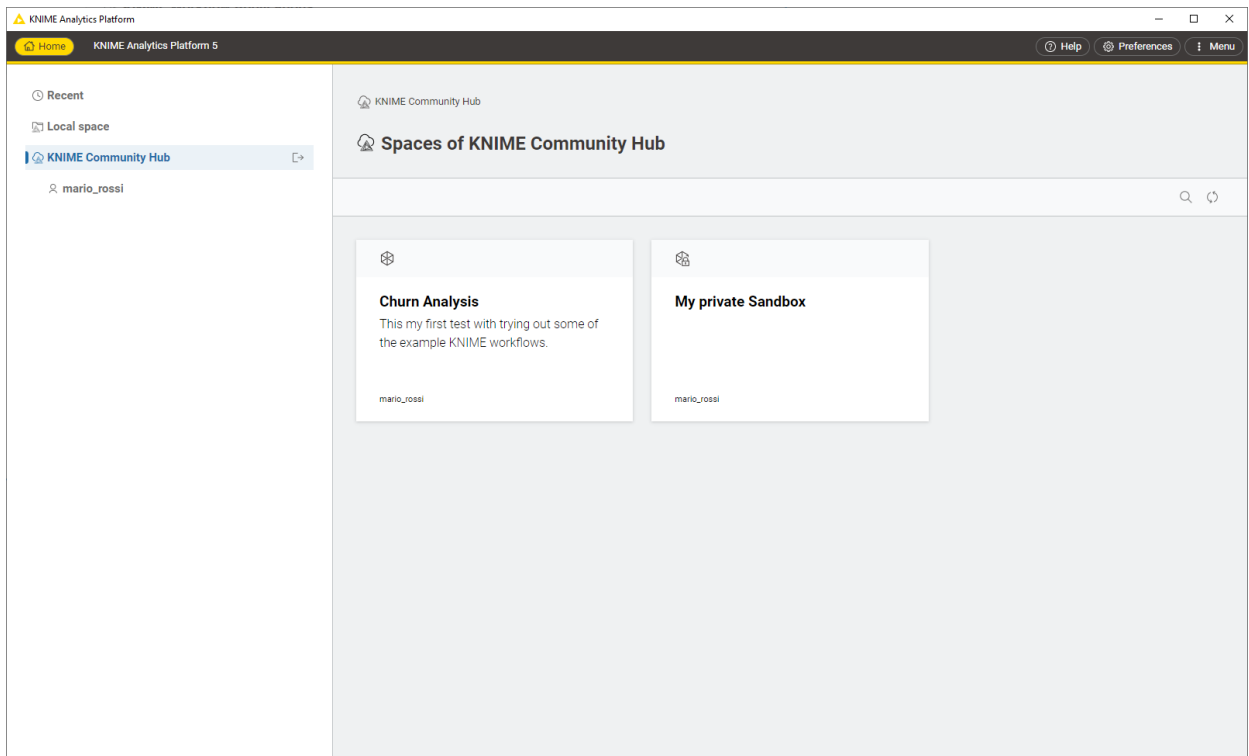 KNIME Analytics Platform
Home
KNIME Analytics Platform 5
Help
Preferences
Menu
Recent
Local space
KNIME Community Hub
mario_rossi
KNIME Community Hub
Spaces of KNIME Community Hub
Churn Analysis
This my first test with trying out some of
the example KNIME workflows.
mario_rossi
My private Sandbox
mario_rossi